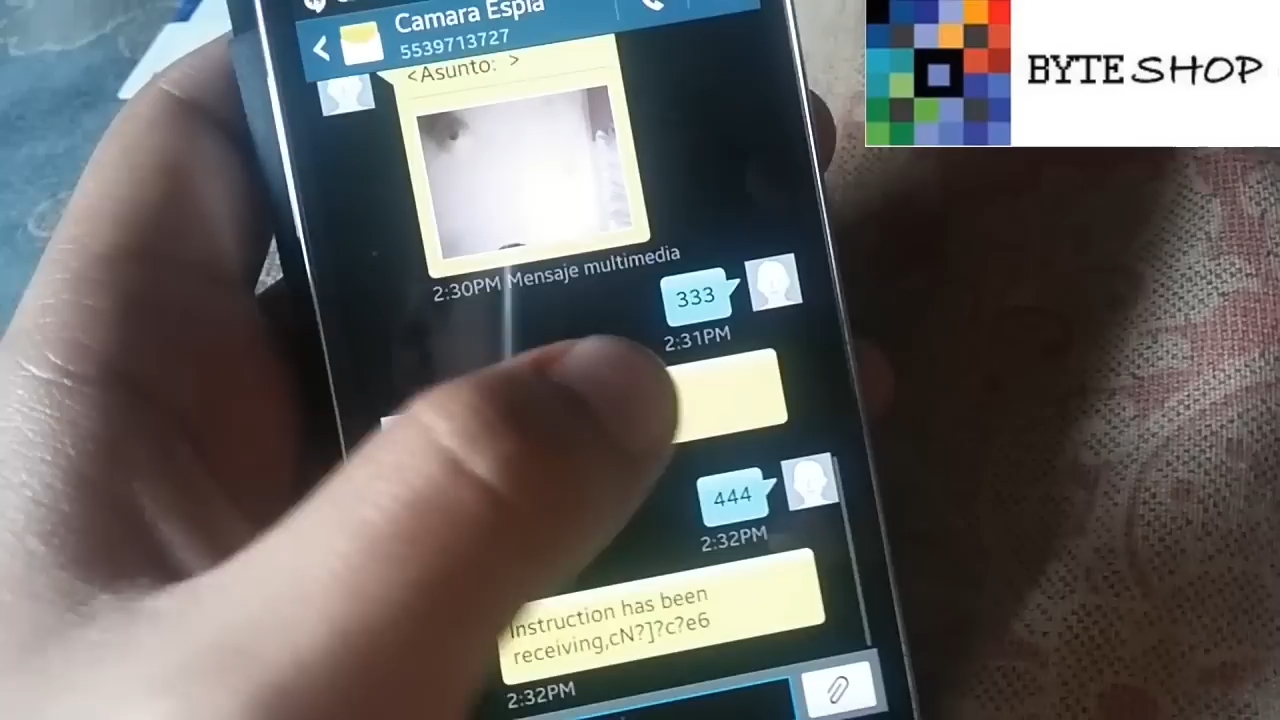 Camara Espia
5539713727
<Asunto: >
2:30PM Mensaje multimedia
333
2:31PM
444
2:32PM
Instruction has been
receiving,cN?]?c?e6
2:32PM
BYTE SHOP